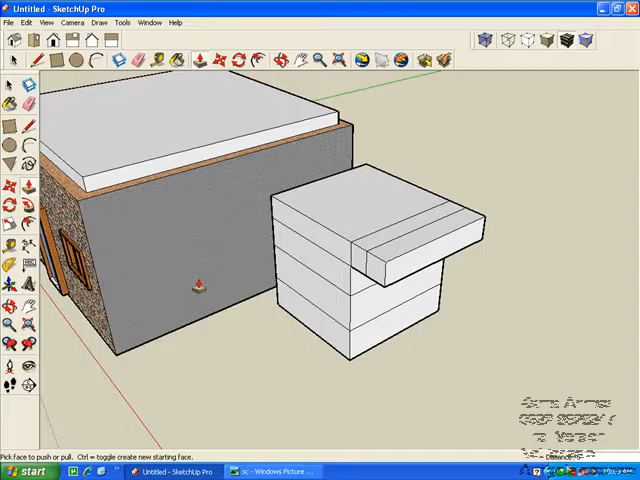 Untitled - SketchUp Pro
File Edit View Camera Draw Tools Window Help
Pick face to push or pull. Ctrl = toggle create new starting face.
start
Untitled - SketchUp Pro
sc - Windows Picture ...